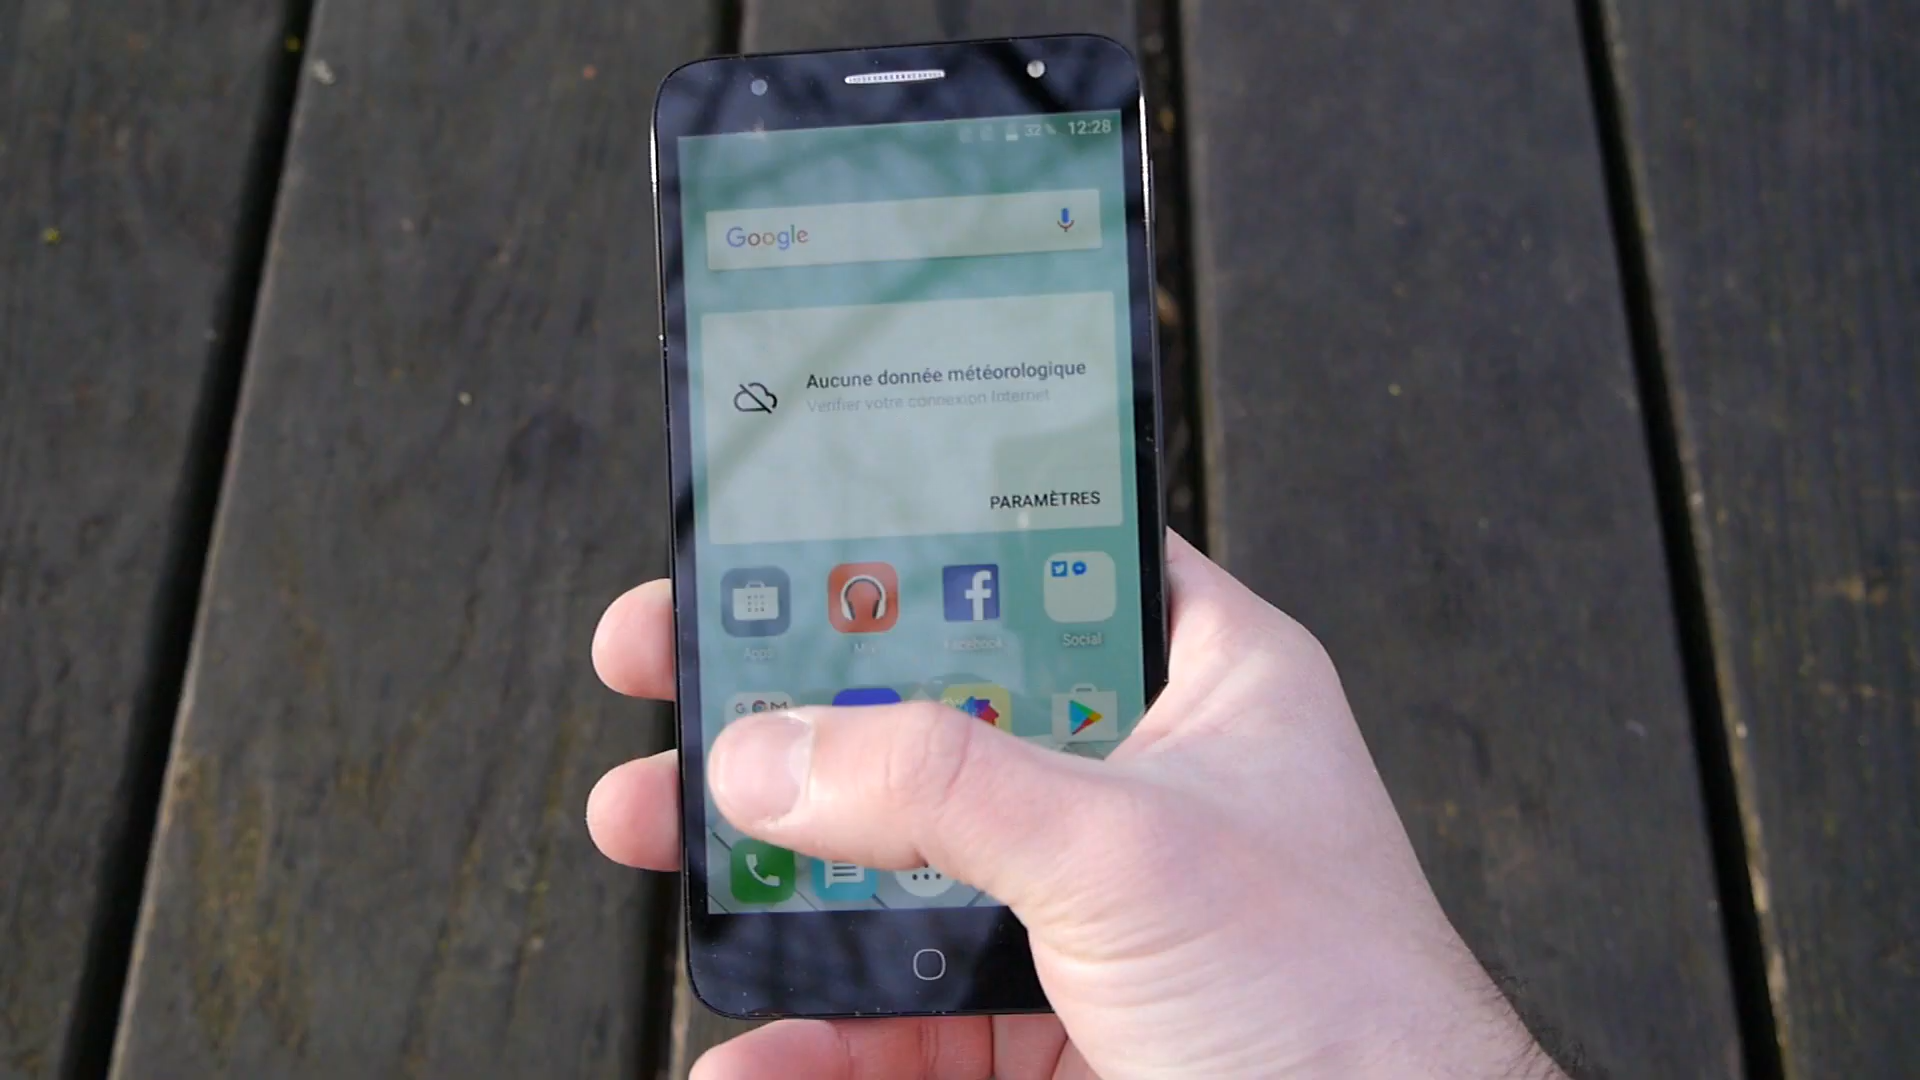 32 % 12:28
Google
Aucune donnée météorologique
Vérifier votre connexion Internet
PARAMÈTRES
Apps Facebook Social